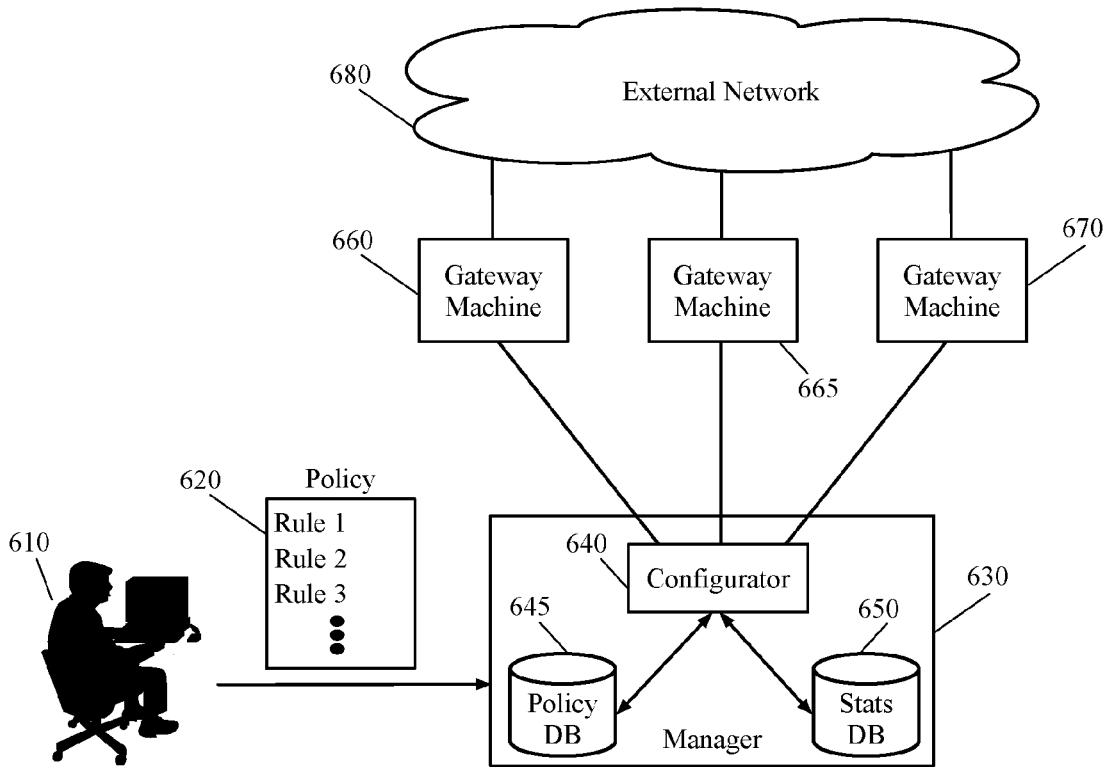 680
External Network
660
Gateway
Machine
Gateway
Machine
665
670
Gateway
Machine
620
Policy
Rule 1
Rule 2
Rule 3
610
640
Configurator
630
645
Policy
DB
650
Stats
DB
Manager